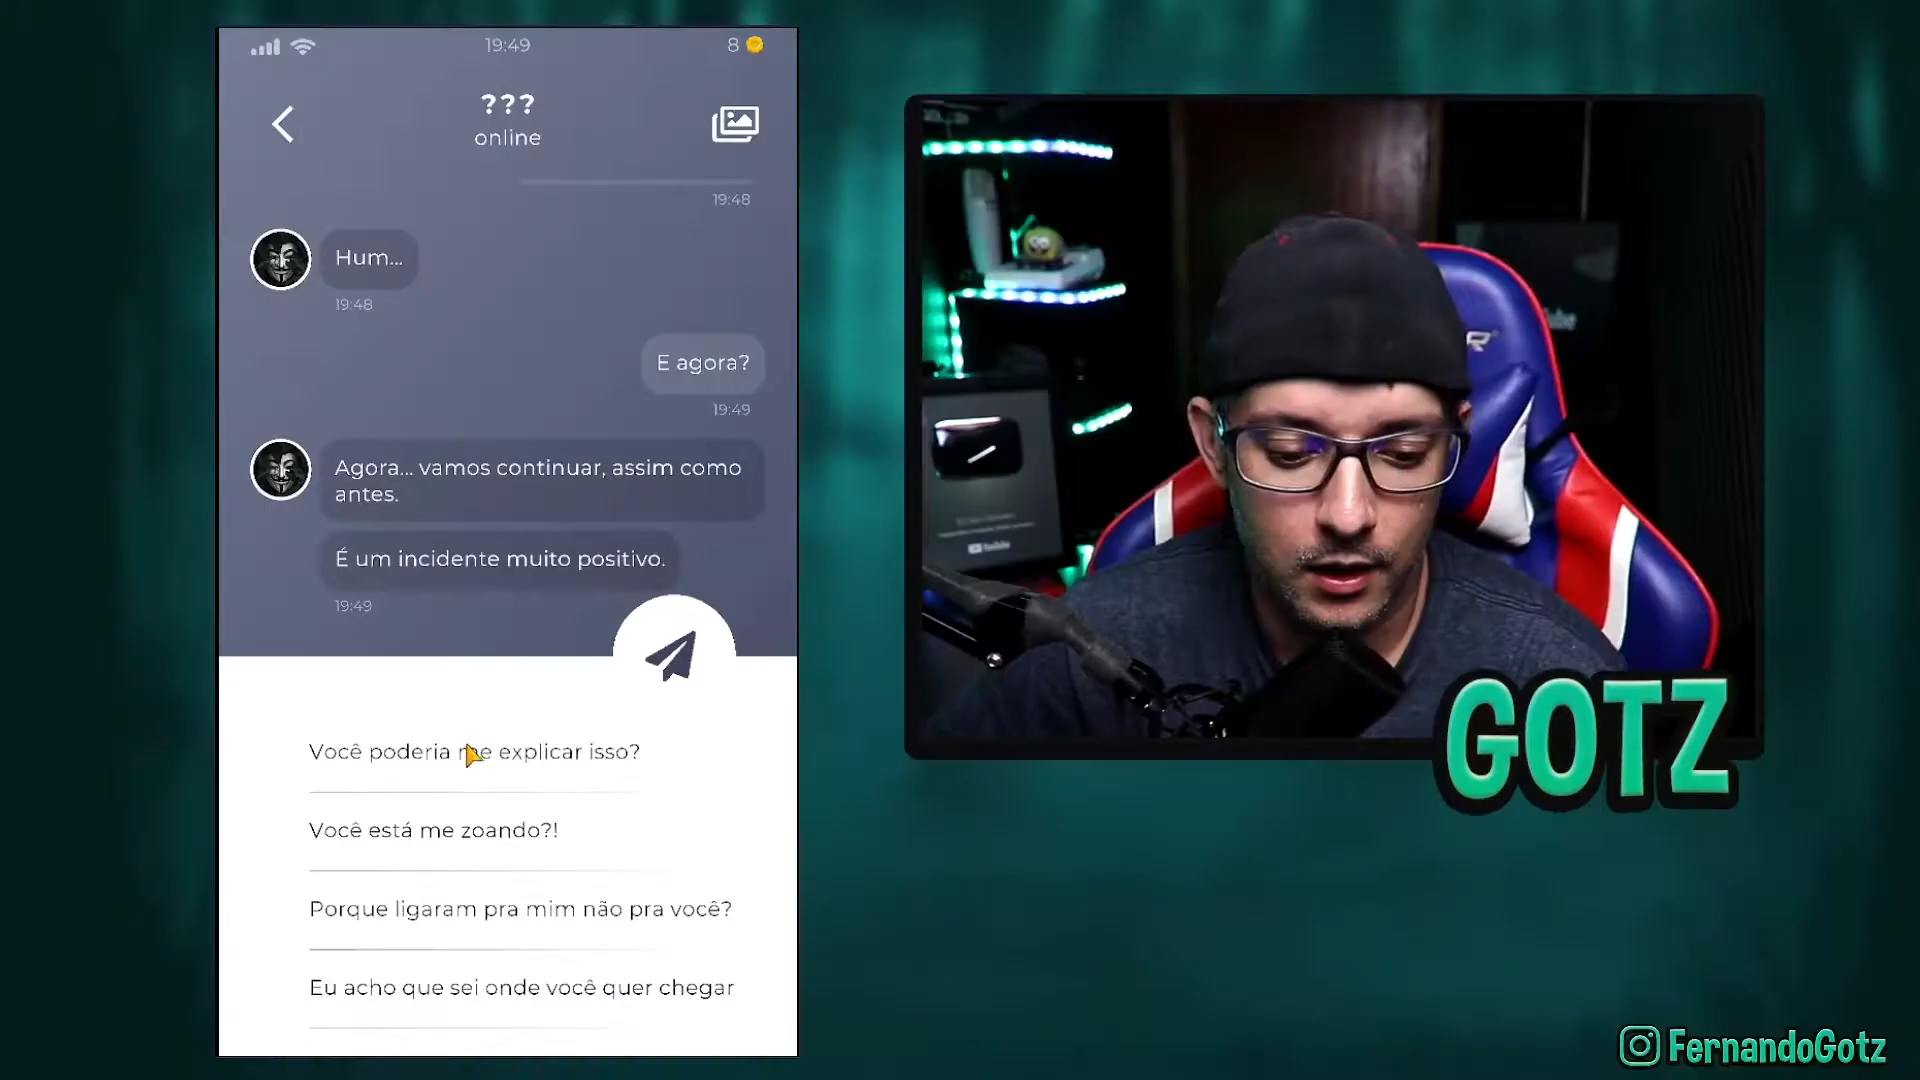 19:49
8
???
online
19:48
Hum...
19:48
E agora?
19:49
Agora... vamos continuar, assim como
antes.
É um incidente muito positivo.
19:49
Você poderia me explicar isso?
Você está me zoando?!
Porque ligaram pra mim não pra você?
Eu acho que sei onde você quer chegar
YouTube
GOTZ
FernandoGotz